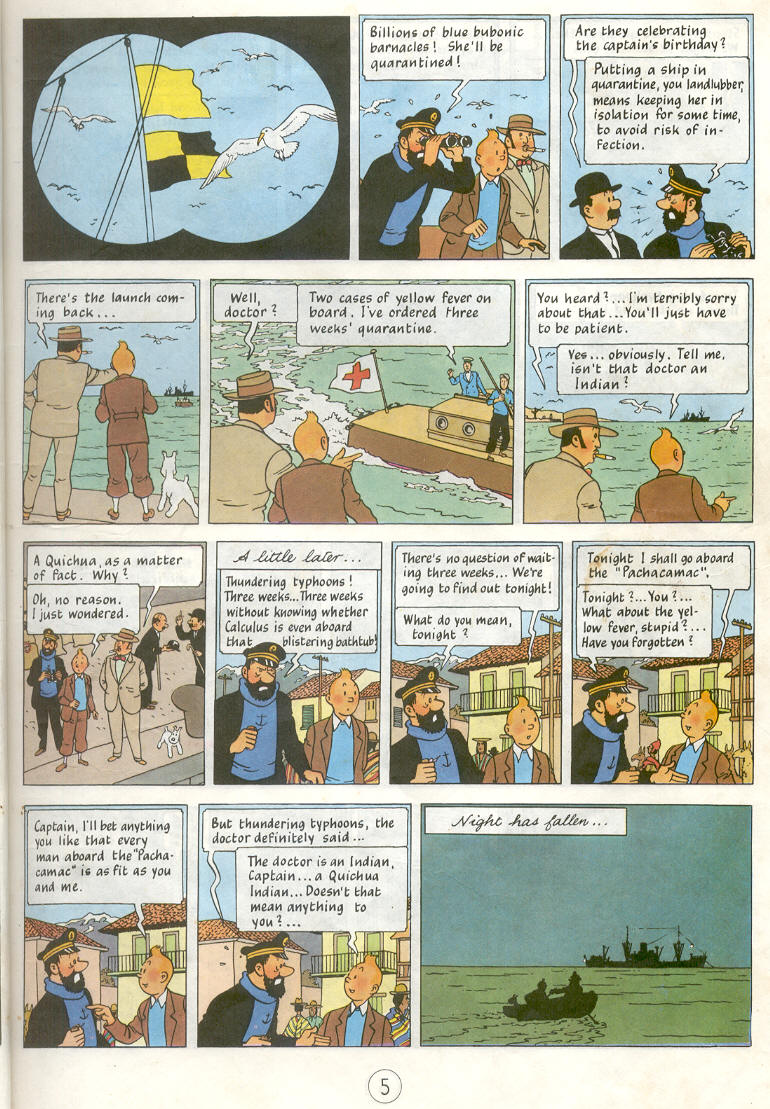 Billions of blue bubonic
barnacles! She'll be
quarantined!
Are they celebrating
the captain's birthday?
Putting a ship in
quarantine, you landlubber,
means keeping her in
isolation for some time,
to avoid risk of in-
fection.
There's the launch com-
ing back...
Well,
doctor?
Two cases of yellow fever on
board. I've ordered three
weeks' quarantine.
You heard?...I'm terribly sorry
about that...You'll just have
to be patient.
Yes... obviously. Tell me,
isn't that doctor an
Indian?
A Quichua, as a matter
of fact. Why?
Oh, no reason.
I just wondered.
A little later...
Thundering typhoons!
Three weeks...Three weeks
without knowing whether
Calculus is even aboard
that blistering bathtub!
There's no question of wait-
ing three weeks... We're
going to find out tonight!
What do you mean,
tonight?
Tonight I shall go aboard
the "Pachacamac".
Tonight?...You?...
What about the yel-
low fever, stupid?...
Have you forgotten?
Captain, I'll bet anything
you like that every
man aboard the "Pacha-
camac" is as fit as you
and me.
But thundering typhoons, the
doctor definitely said...
The doctor is an Indian,
Captain... a Quichua
Indian...Doesn't that
mean anything to
you?...
Night has fallen...
5